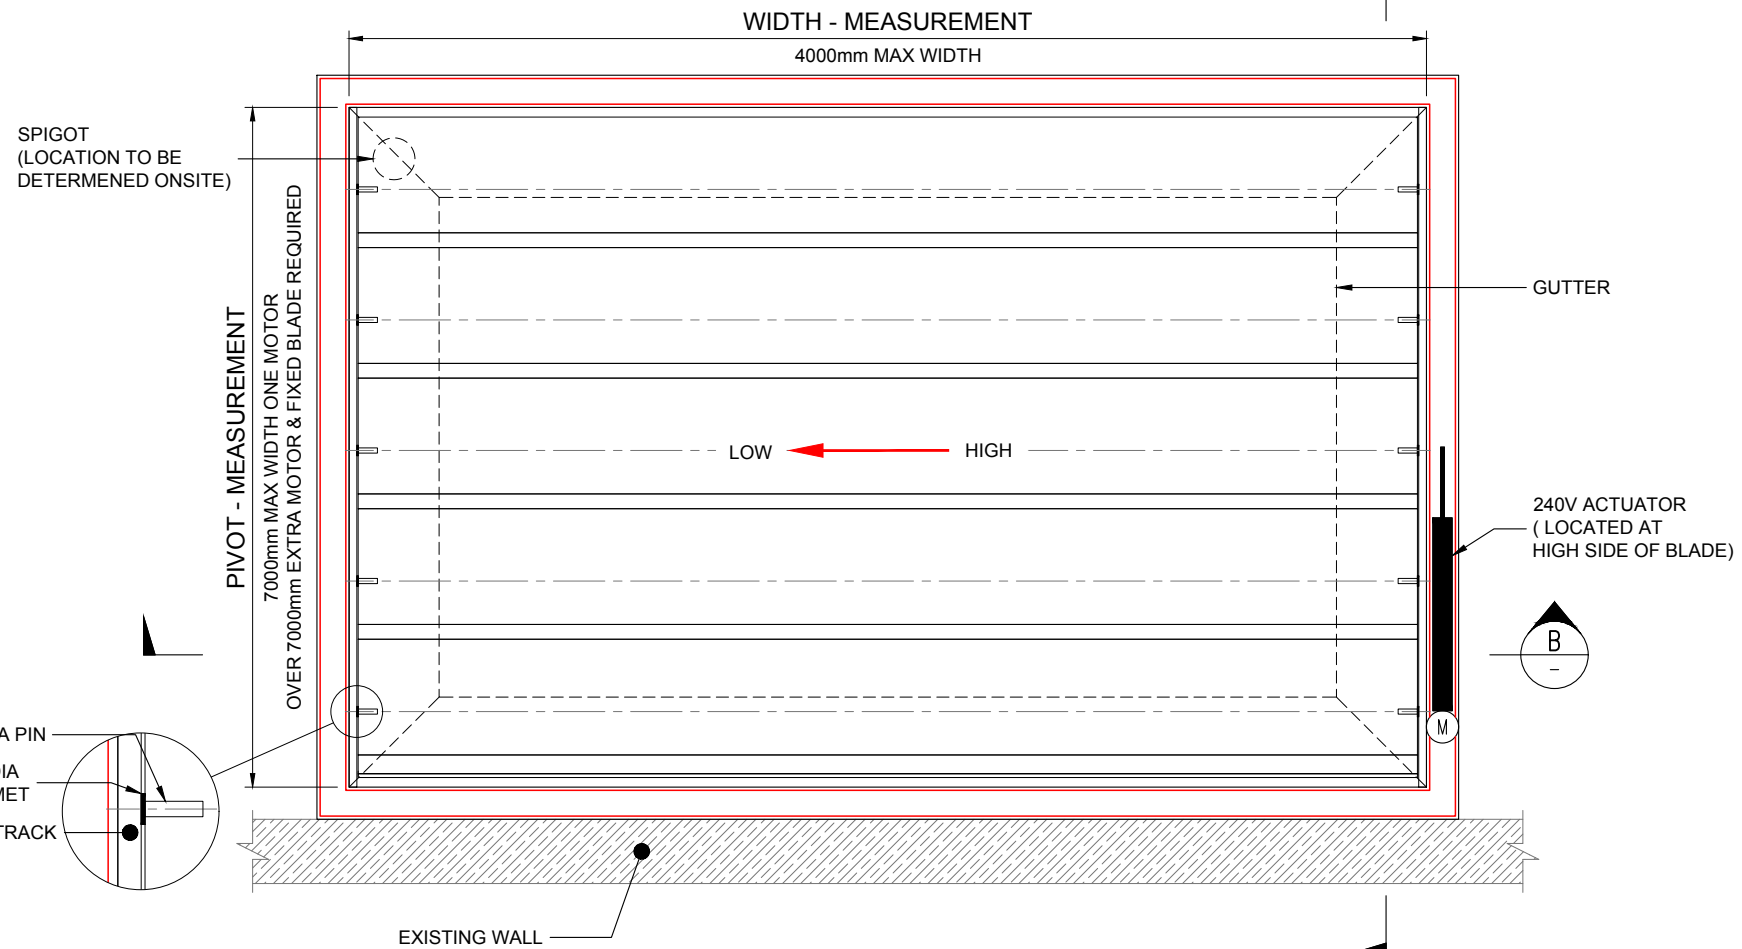 WIDTH - MEASUREMENT
4000mm MAX WIDTH
SPIGOT
(LOCATION TO BE
DETERMENED ONSITE)
PIVOT - MEASUREMENT
7000mm MAX WIDTH ONE MOTOR
OVER 7000mm EXTRA MOTOR & FIXED BLADE REQUIRED
GUTTER
LOW
HIGH
240V ACTUATOR
( LOCATED AT
HIGH SIDE OF BLADE)
B
-
M
A PIN
DIA
MET
TRACK
EXISTING WALL